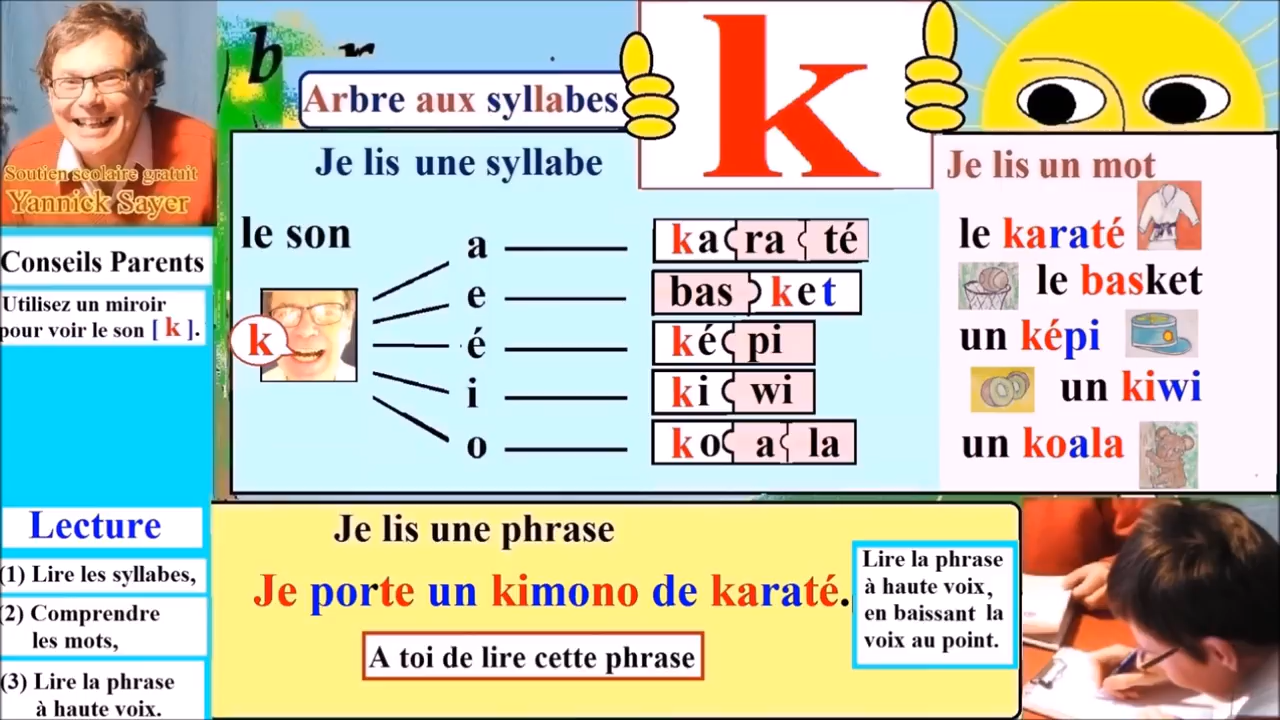 b r
Arbre aux syllabes
k
Soutien scolaire gratuit
Yannick Sayer
Conseils Parents
Utilisez un miroir
pour voir le son [ k ].
Lecture
(1) Lire les syllabes,
(2) Comprendre
les mots,
(3) Lire la phrase
à haute voix.
Je lis une syllabe
le son
k
a ka ra té
e bas ket
é ké pi
i ki wi
o ko a la
Je lis un mot
le karaté
le basket
un képi
un kiwi
un koala
Je lis une phrase
Je porte un kimono de karaté.
A toi de lire cette phrase
Lire la phrase
à haute voix,
en baissant la
voix au point.